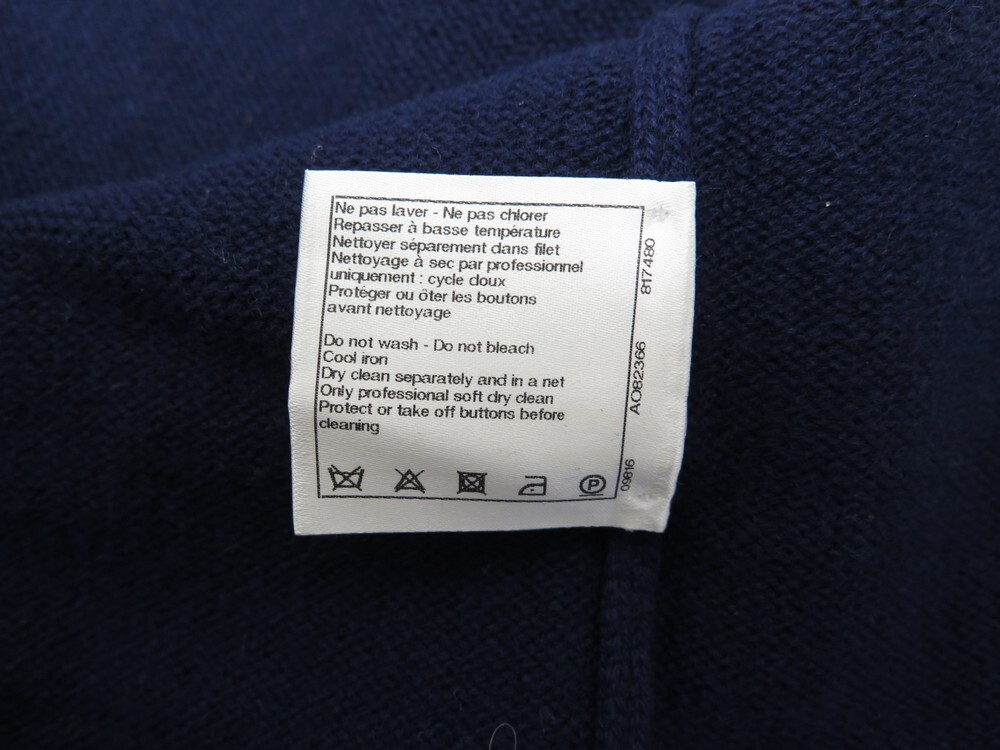 Ne pas laver - Ne pas chlorer
Repasser à basse température
Nettoyer séparement dans filet
Nettoyage à sec par professionnel
uniquement : cycle doux
Protéger ou ôter les boutons
avant nettoyage
Do not wash - Do not bleach
Cool iron
Dry clean separately and in a net
Only professional soft dry clean
Protect or take off buttons before
cleaning
P
09816
AO82366
817480